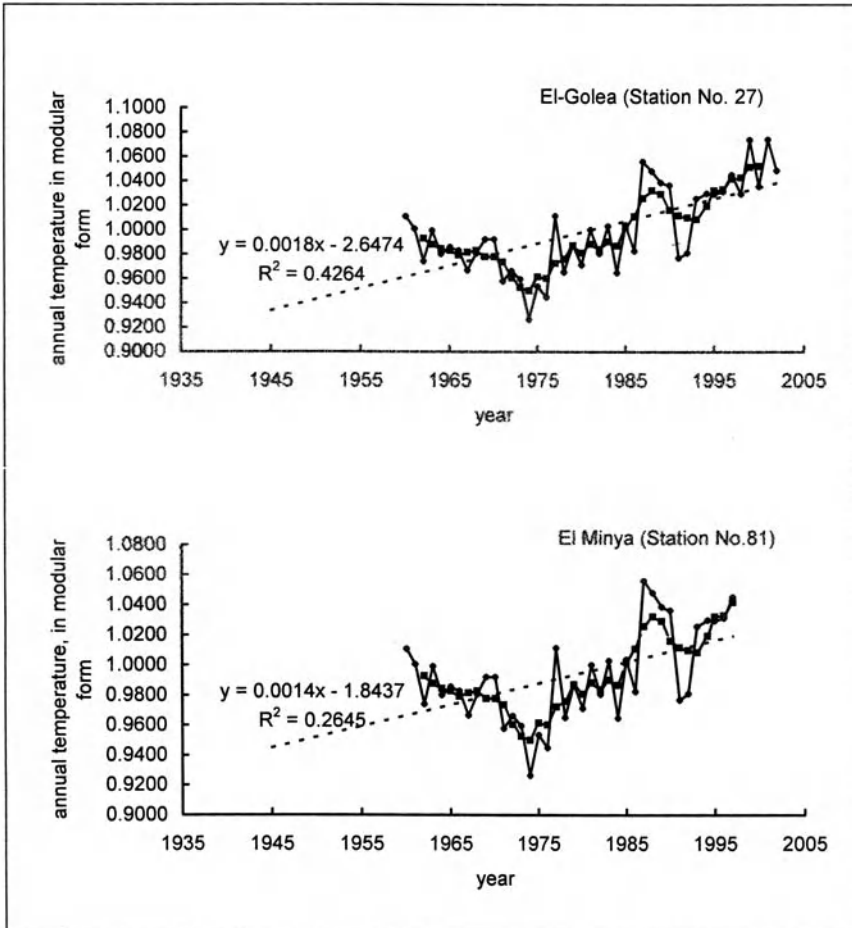 El-Golea (Station No. 27)
annual temperature in modular
form
1.1000
1.0800
1.0600
1.0400
1.0200
1.0000
0.9800
0.9600
0.9400
0.9200
0.9000
y = 0.0018x - 2.6474
R² = 0.4264
1935 1945 1955 1965 1975 1985 1995 2005
year
El Minya (Station No.81)
annual temperature, in modular
form
1.0800
1.0600
1.0400
1.0200
1.0000
0.9800
0.9600
0.9400
0.9200
0.9000
y = 0.0014x - 1.8437
R² = 0.2645
1935 1945 1955 1965 1975 1985 1995 2005
year